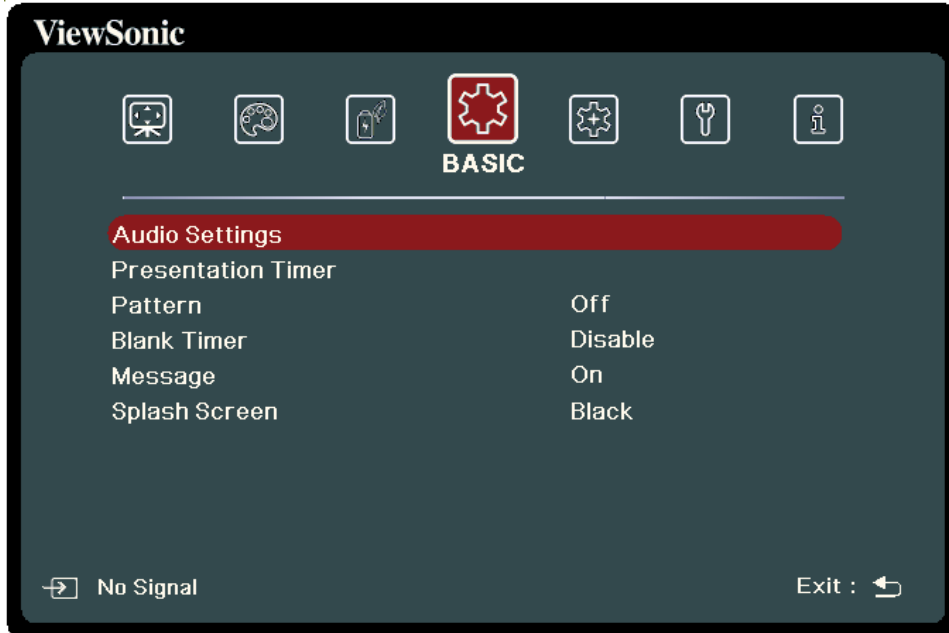 ViewSonic
BASIC
Audio Settings
Presentation Timer
Pattern Off
Blank Timer Disable
Message On
Splash Screen Black
No Signal Exit :